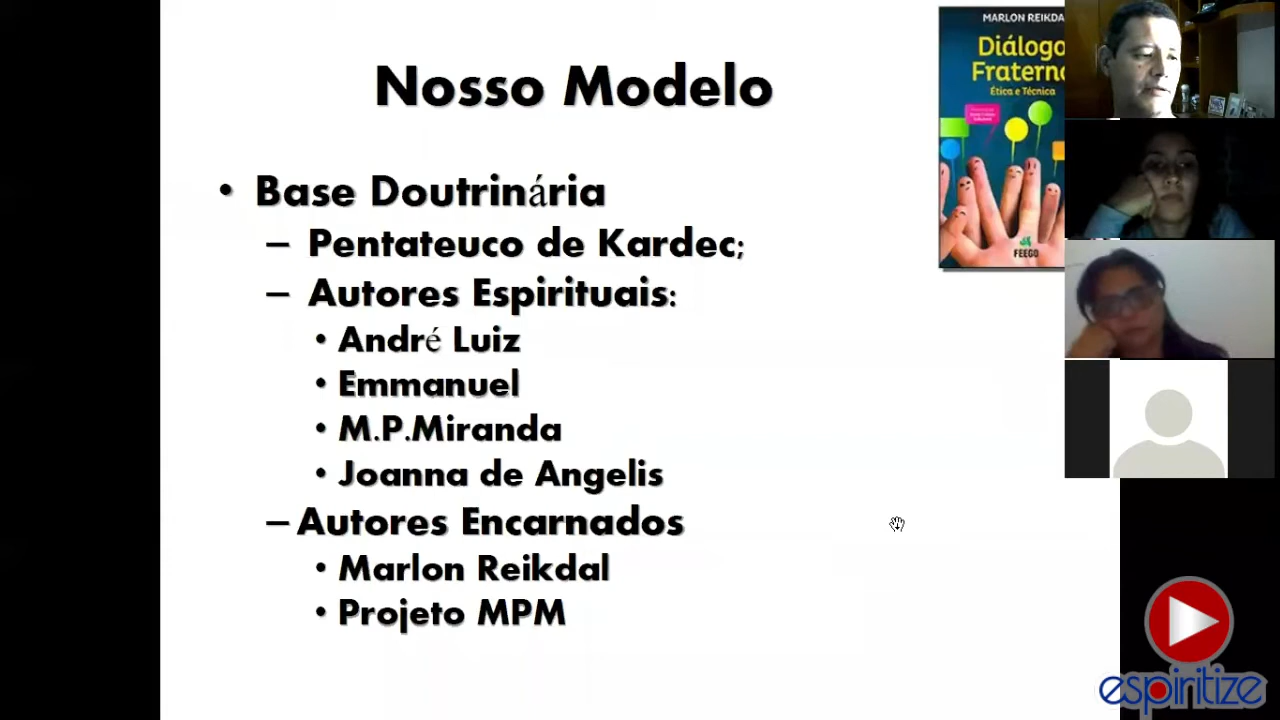 Nosso Modelo
• Base Doutrinária
– Pentateuco de Kardec;
– Autores Espirituais:
• André Luiz
• Emmanuel
• M.P.Miranda
• Joanna de Angelis
– Autores Encarnados
• Marlon Reikdal
• Projeto MPM
MARLON REIKDA
Diálogo
Fraterno
Ética e Técnica
FEEGO
espiritize